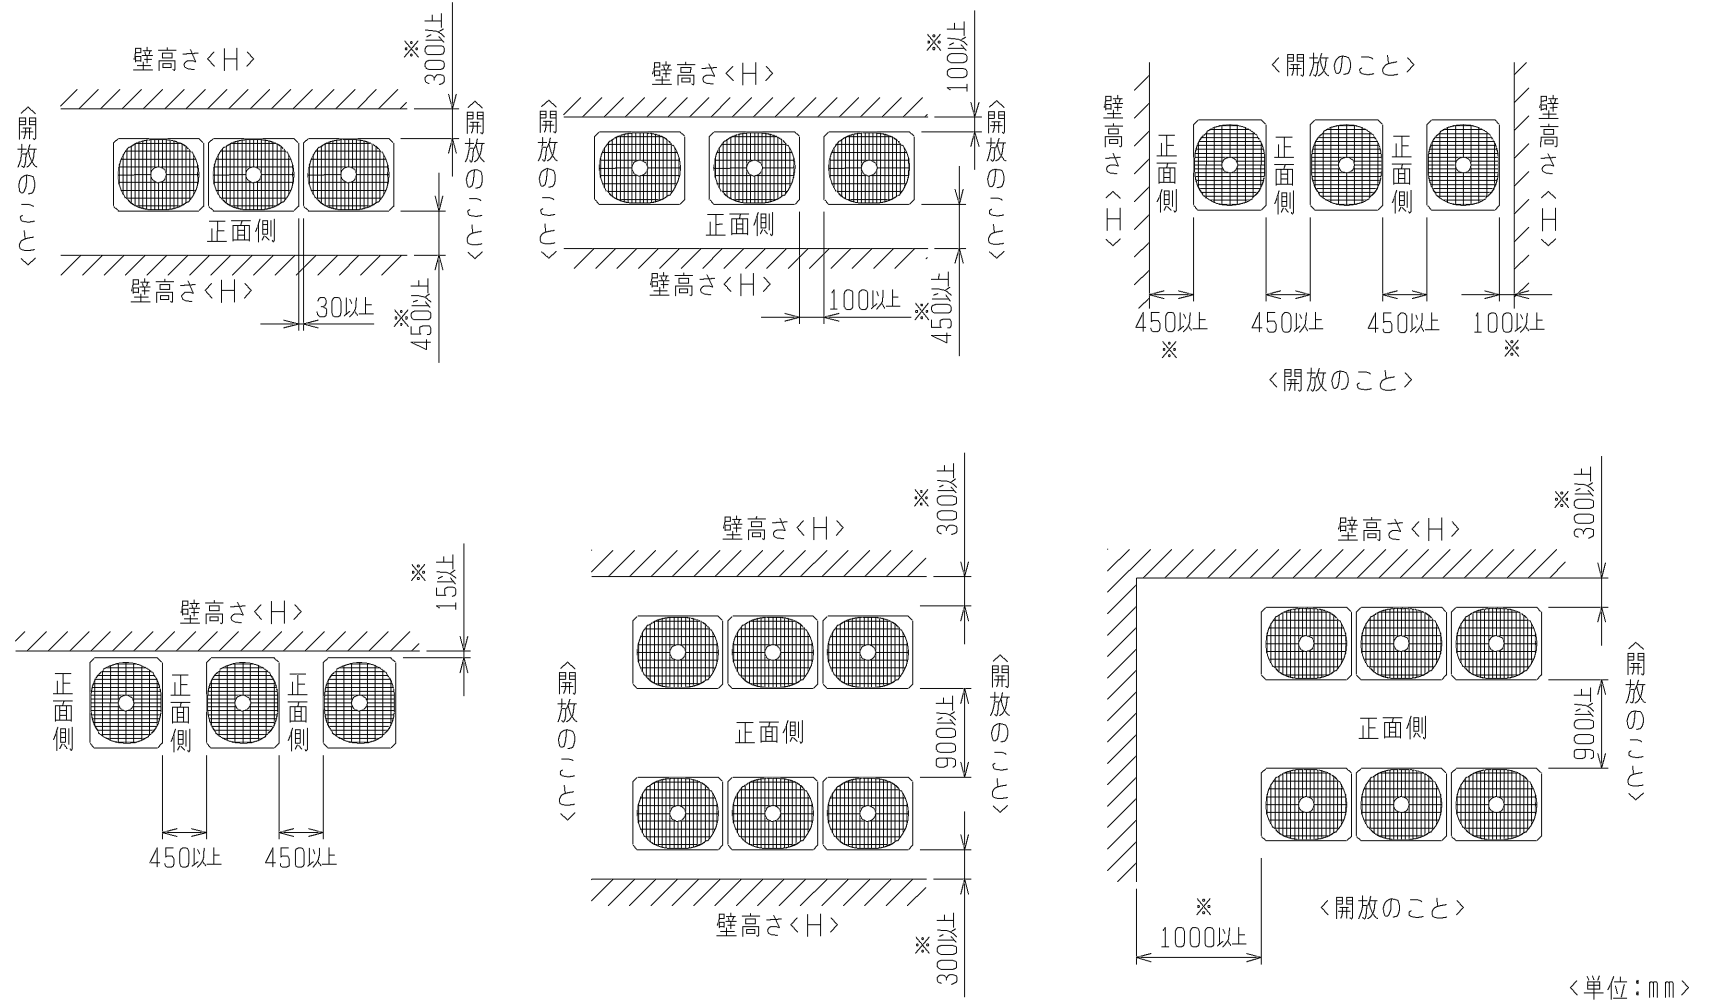 壁高さ<H>
※
300以上
<開放のこと>
<開放のこと>
正面側
壁高さ<H>
30以上
※
450以上
壁高さ<H>
※
100以上
<開放のこと>
<開放のこと>
正面側
壁高さ<H>
100以上
※
450以上
<開放のこと>
壁高さ<H>
正面側
正面側
正面側
壁高さ<H>
450以上
※
450以上
450以上
100以上
※
<開放のこと>
壁高さ<H>
※
15以上
正面側
正面側
正面側
450以上
450以上
壁高さ<H>
※
300以上
<開放のこと>
正面側
900以上
<開放のこと>
壁高さ<H>
※
300以上
壁高さ<H>
※
300以上
正面側
900以上
<開放のこと>
<開放のこと>
※
1000以上
<単位:mm>